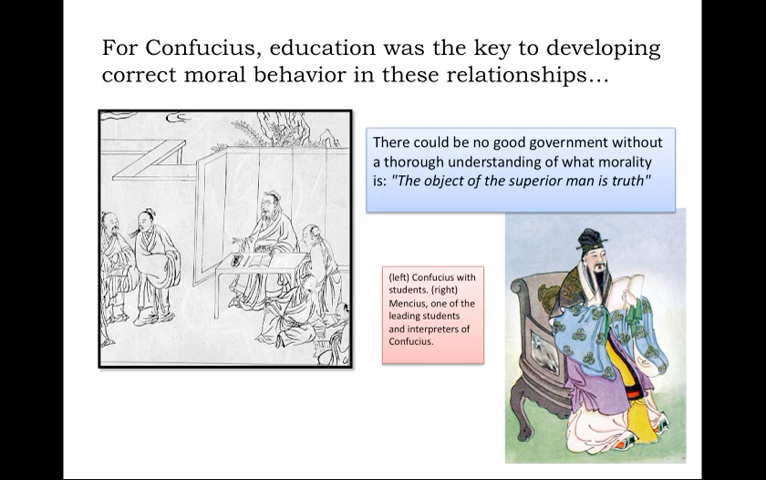 For Confucius, education was the key to developing
correct moral behavior in these relationships…
There could be no good government without
a thorough understanding of what morality
is: "The object of the superior man is truth"
(left) Confucius with
students. (right)
Mencius, one of the
leading students
and interpreters of
Confucius.